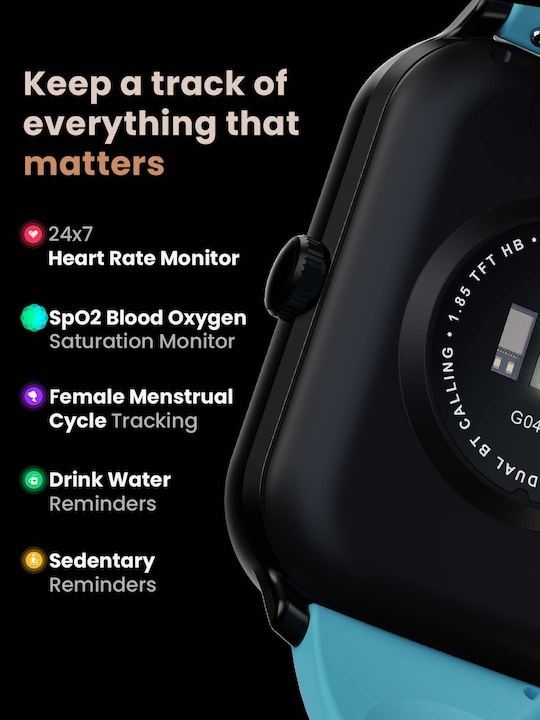 Keep a track of
everything that
matters
24x7
Heart Rate Monitor
SpO2 Blood Oxygen
Saturation Monitor
Female Menstrual
Cycle Tracking
Drink Water
Reminders
Sedentary
Reminders
DUAL BT CALLING • 1.85 TFT HB •
G04